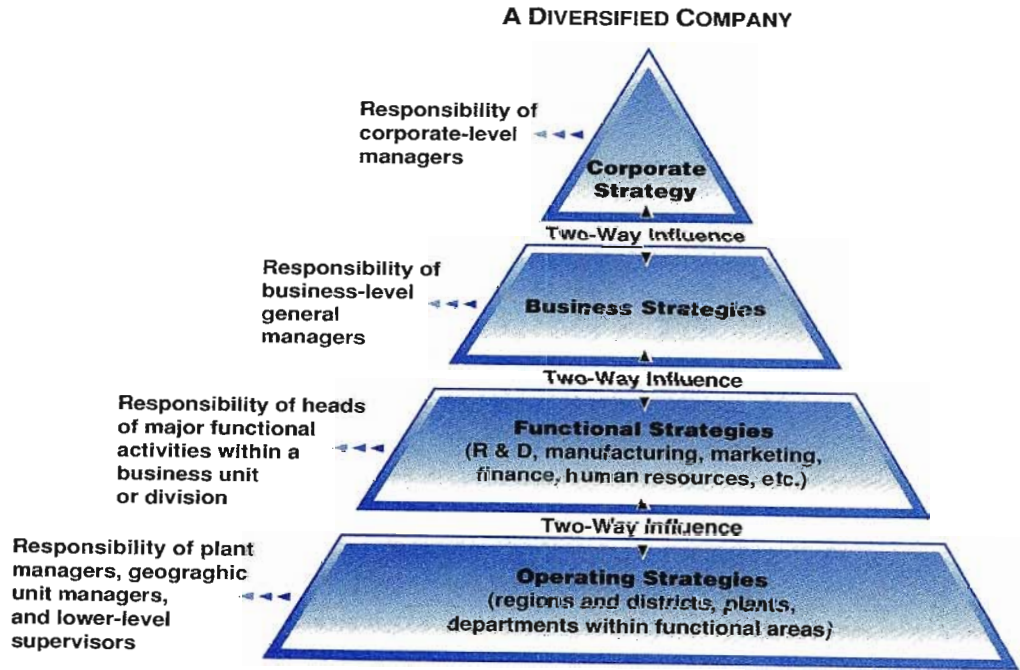 A DIVERSIFIED COMPANY
Responsibility of
corporate-level
managers
Corporate
Strategy
Two-Way Influence
Responsibility of
business-level
general
managers
Business Strategies
Two-Way Influence
Responsibility of heads
of major functional
activities within a
business unit
or division
Functional Strategies
(R & D, manufacturing, marketing,
finance, human resources, etc.)
Two-Way Influence
Responsibility of plant
managers, geograghic
unit managers,
and lower-level
supervisors
Operating Strategies
(regions and districts, plants,
departments within functional areas)